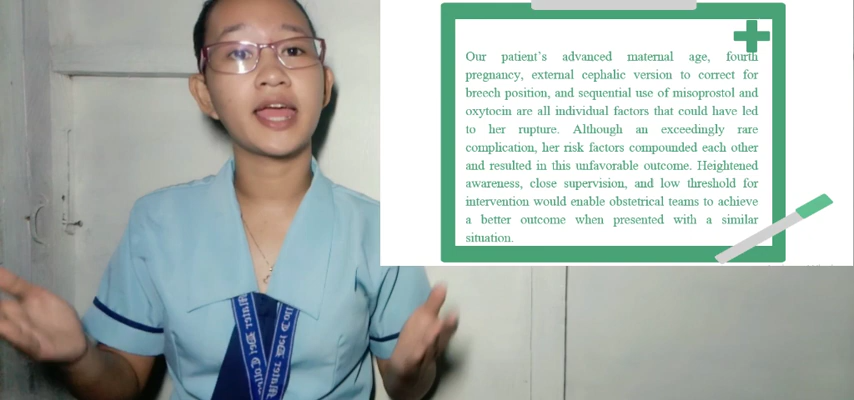 Our patient's advanced maternal age, fourth
pregnancy, external cephalic version to correct for
breech position, and sequential use of misoprostol and
oxytocin are all individual factors that could have led
to her rupture. Although an exceedingly rare
complication, her risk factors compounded each other
and resulted in this unfavorable outcome. Heightened
awareness, close supervision, and low threshold for
intervention would enable obstetrical teams to achieve
a better outcome when presented with a similar
situation.
Mater Dei Colle